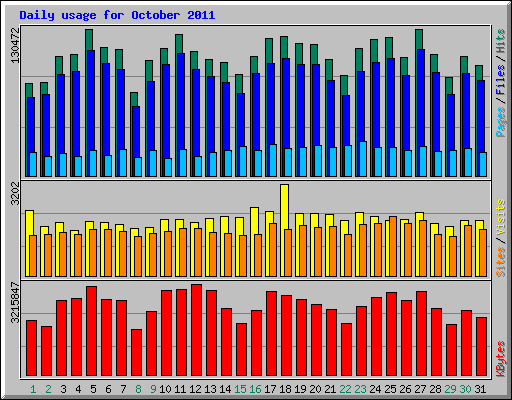 Daily usage for October 2011
130472
Pages / Files / Hits
3202
Sites / Visits
3215847
KBytes
1 2 3 4 5 6 7 8 9 10 11 12 13 14 15 16 17 18 19 20 21 22 23 24 25 26 27 28 29 30 31